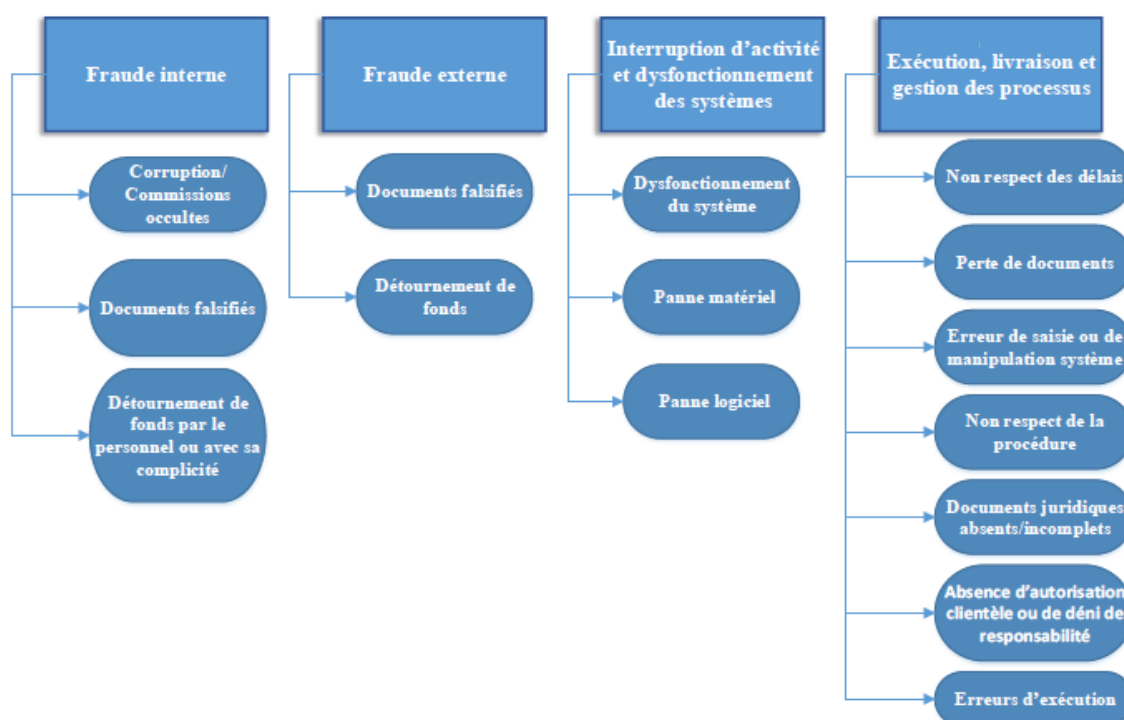 Fraude interne
Corruption/
Commissions
occultes
Documents falsifiés
Détournement de
fonds par le
personnel ou avec sa
complicité
Fraude externe
Documents falsifiés
Détournement de
fonds
Interruption d’activité
et dysfonctionnement
des systèmes
Dysfonctionnement
du système
Panne matériel
Panne logiciel
Exécution, livraison et
gestion des processus
Non respect des délais
Perte de documents
Erreur de saisie ou de
manipulation système
Non respect de la
procédure
Documents juridiques
absents/incomplets
Absence d’autorisation
clientèle ou de déni de
responsabilité
Erreurs d’exécution